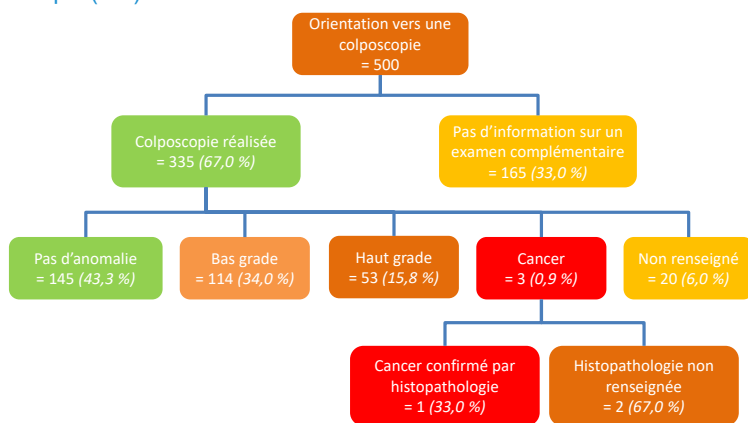 Orientation vers une
colposcopie
= 500
Colposcopie réalisée
= 335 (67,0 %)
Pas d'information sur un
examen complémentaire
= 165 (33,0 %)
Pas d'anomalie
= 145 (43,3 %)
Bas grade
= 114 (34,0 %)
Haut grade
= 53 (15,8 %)
Cancer
= 3 (0,9 %)
Non renseigné
= 20 (6,0 %)
Cancer confirmé par
histopathologie
= 1 (33,0 %)
Histopathologie non
renseignée
= 2 (67,0 %)